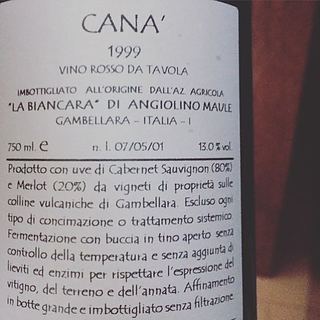 CANA'
1999
VINO ROSSO DA TAVOLA
IMBOTTIGLIATO ALL'ORIGINE DALL'AZ. AGRICOLA
"LA BIANCARA" DI ANGIOLINO MAULE
GAMBELLARA - ITALIA - I
750 ml. e n. l. 07/05/01 13.0% vol.
Prodotto con uve di Cabernet Sauvignon (80%)
e Merlot (20%) da vigneti di proprietà sulle
colline vulcaniche di Gambellara. Escluso ogni
tipo di concimazione o trattamento sistemico.
Fermentazione con buccia in tino aperto senza
controllo della temperatura e senza aggiunta di
lieviti ed enzimi per rispettare l'espressione del
vitigno, del terreno e dell'annata. Affinamento
in botte grande e imbottigliato senza filtrazione.